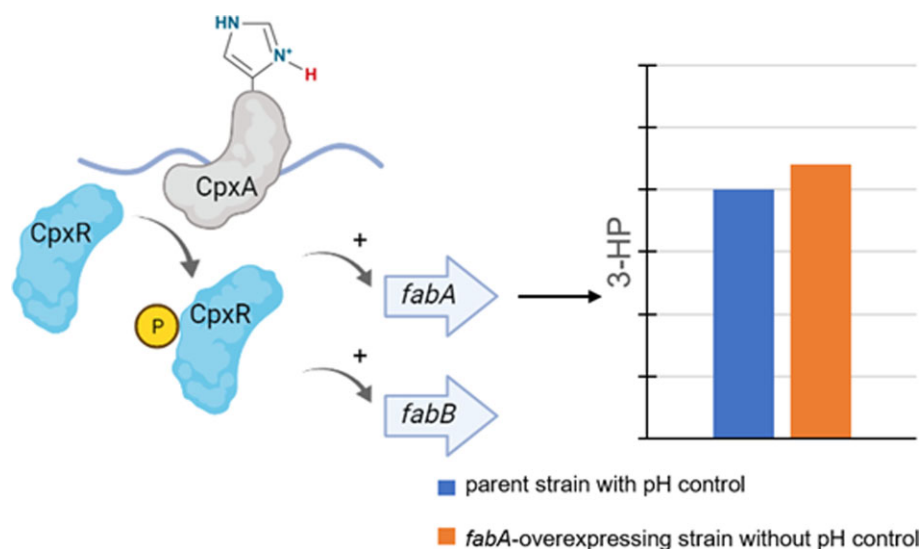 HN
N+
H
CpxA
CpxR
CpxR
P
+
fabA
+
fabB
3-HP
parent strain with pH control
fabA-overexpressing strain without pH control